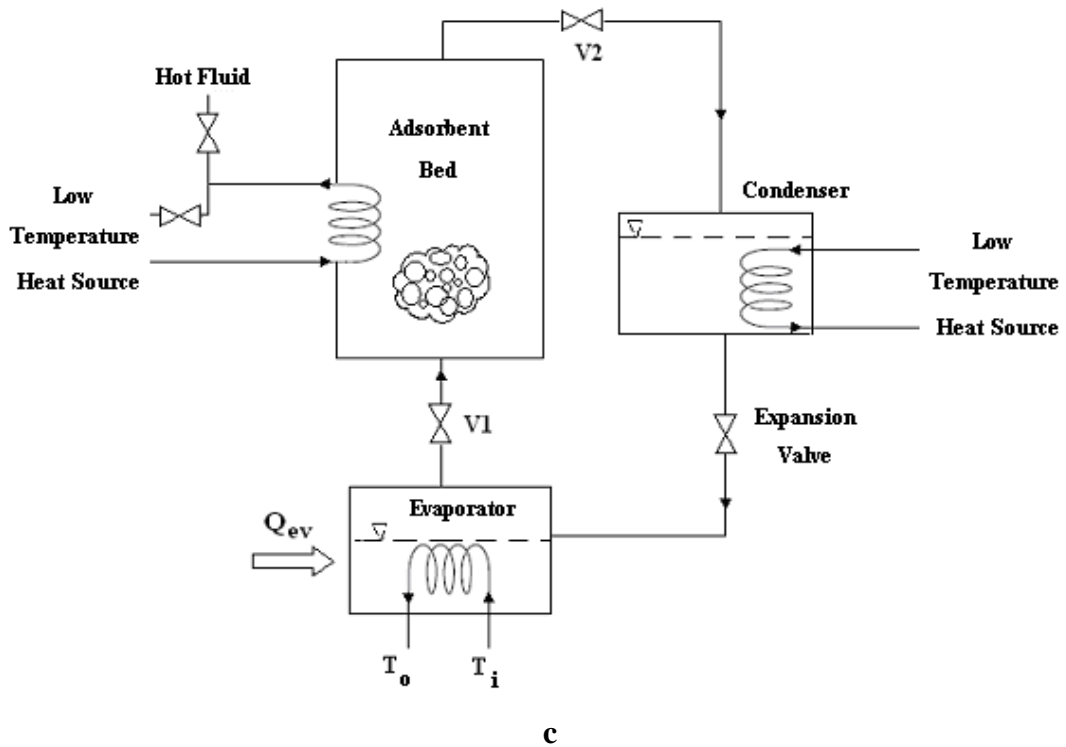 V2
Hot Fluid
Adsorbent
Bed
Low
Temperature
Heat Source
Condenser
Low
Temperature
Heat Source
V1
Expansion
Valve
Evaporator
Qev
To
Ti
c